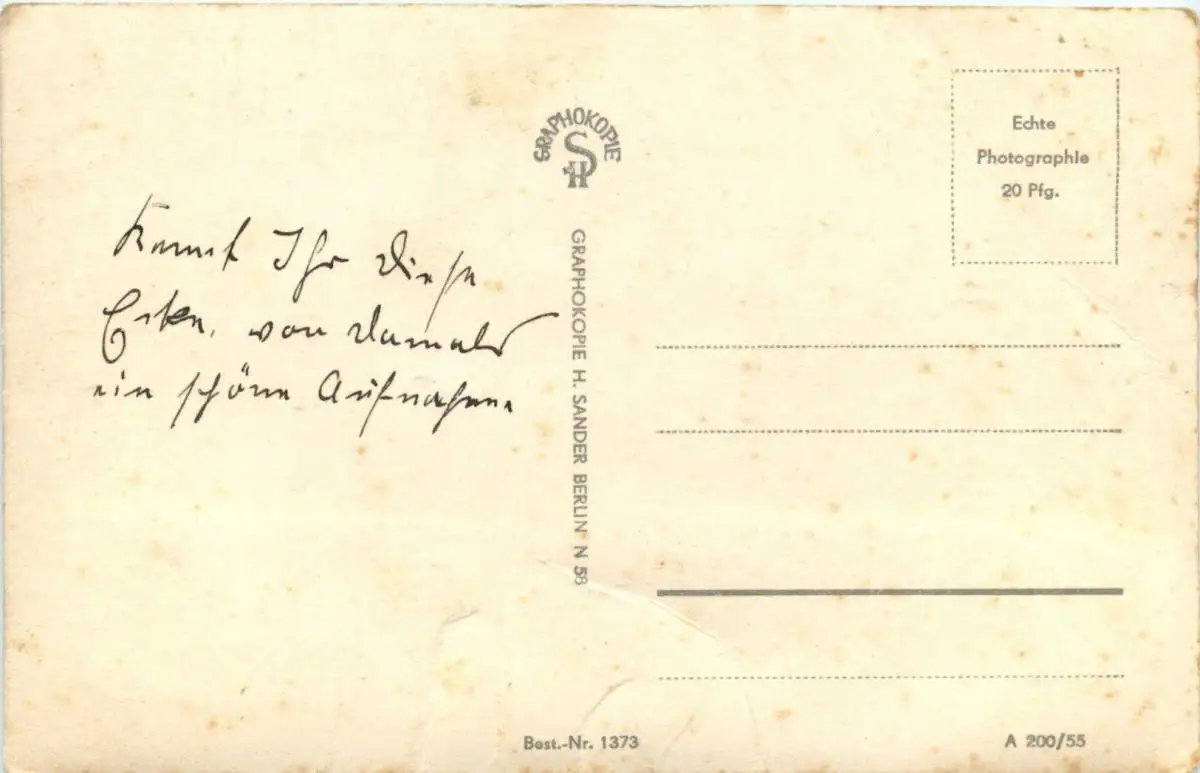 Kennt Ihr diese
Ecke, von damals
ein schöne Aufnahme.
GRAPHOKOPIE
H S
GRAPHOKOPIE H. SANDER BERLIN N 58
Echte
Photographie
20 Pfg.
Best.-Nr. 1373
A 200/55